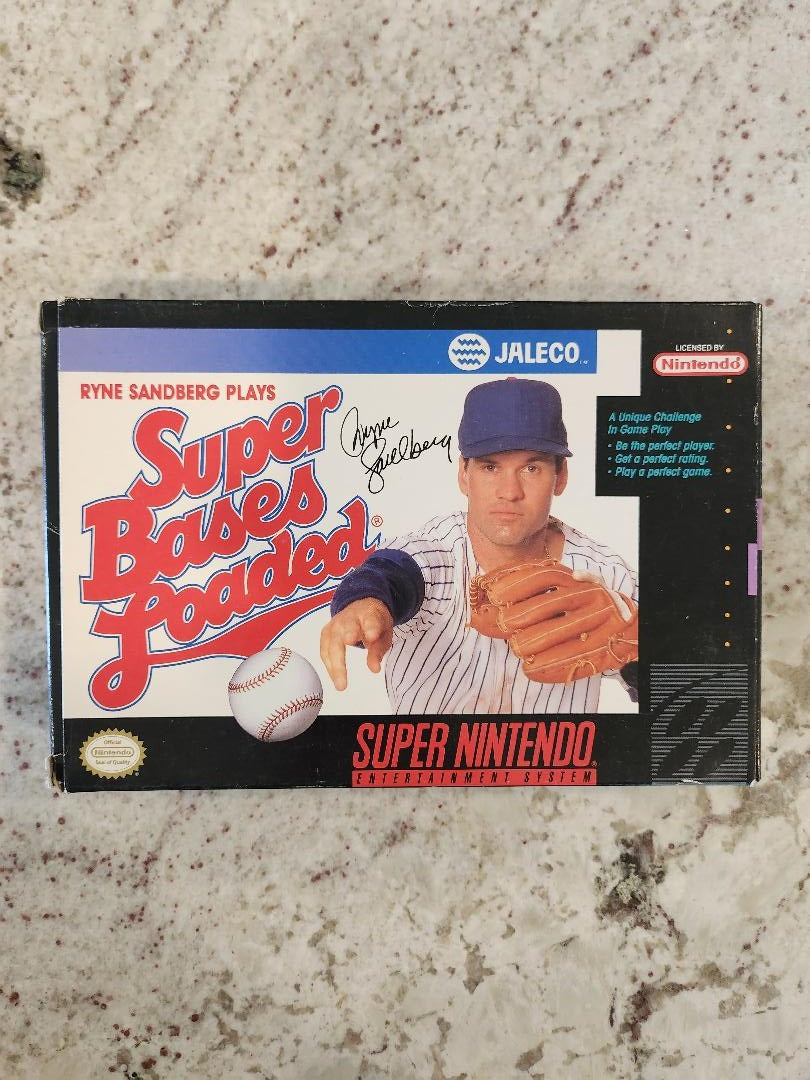 JALECO
LICENSED BY
Nintendo
RYNE SANDBERG PLAYS
Super
Bases
Loaded®
Ryne
Sandberg
A Unique Challenge
In Game Play
• Be the perfect player.
• Get a perfect rating.
• Play a perfect game.
Official
Nintendo
Seal of Quality
SUPER NINTENDO®
ENTERTAINMENT SYSTEM